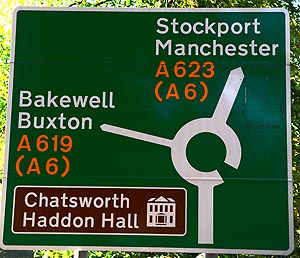 Stockport
Manchester
A 623
(A 6)
Bakewell
Buxton
A 619
(A 6)
Chatsworth
Haddon Hall